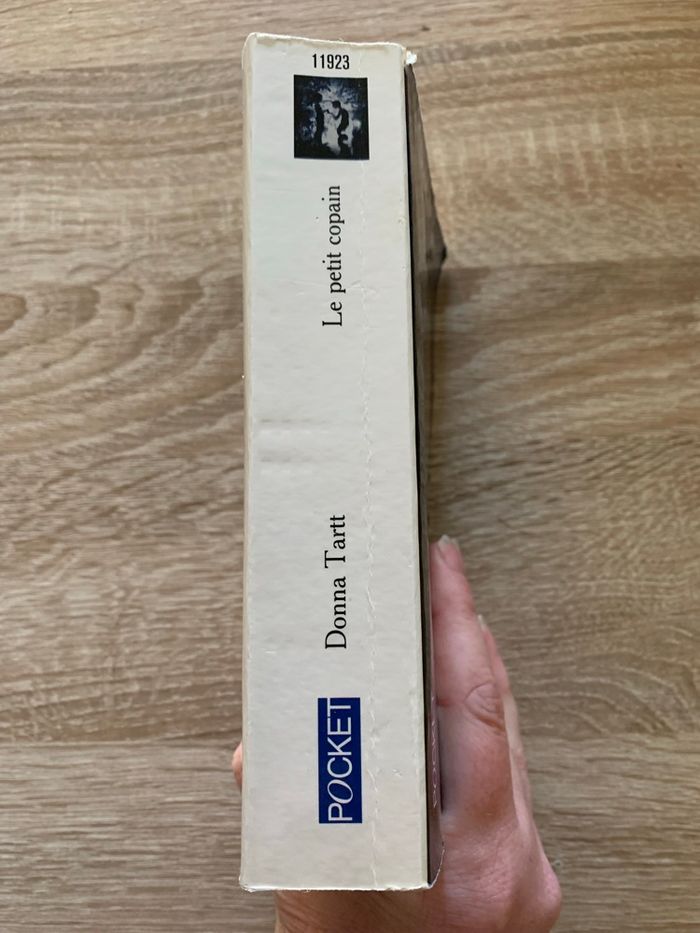 11923
Le petit copain
Donna Tartt
POCKET